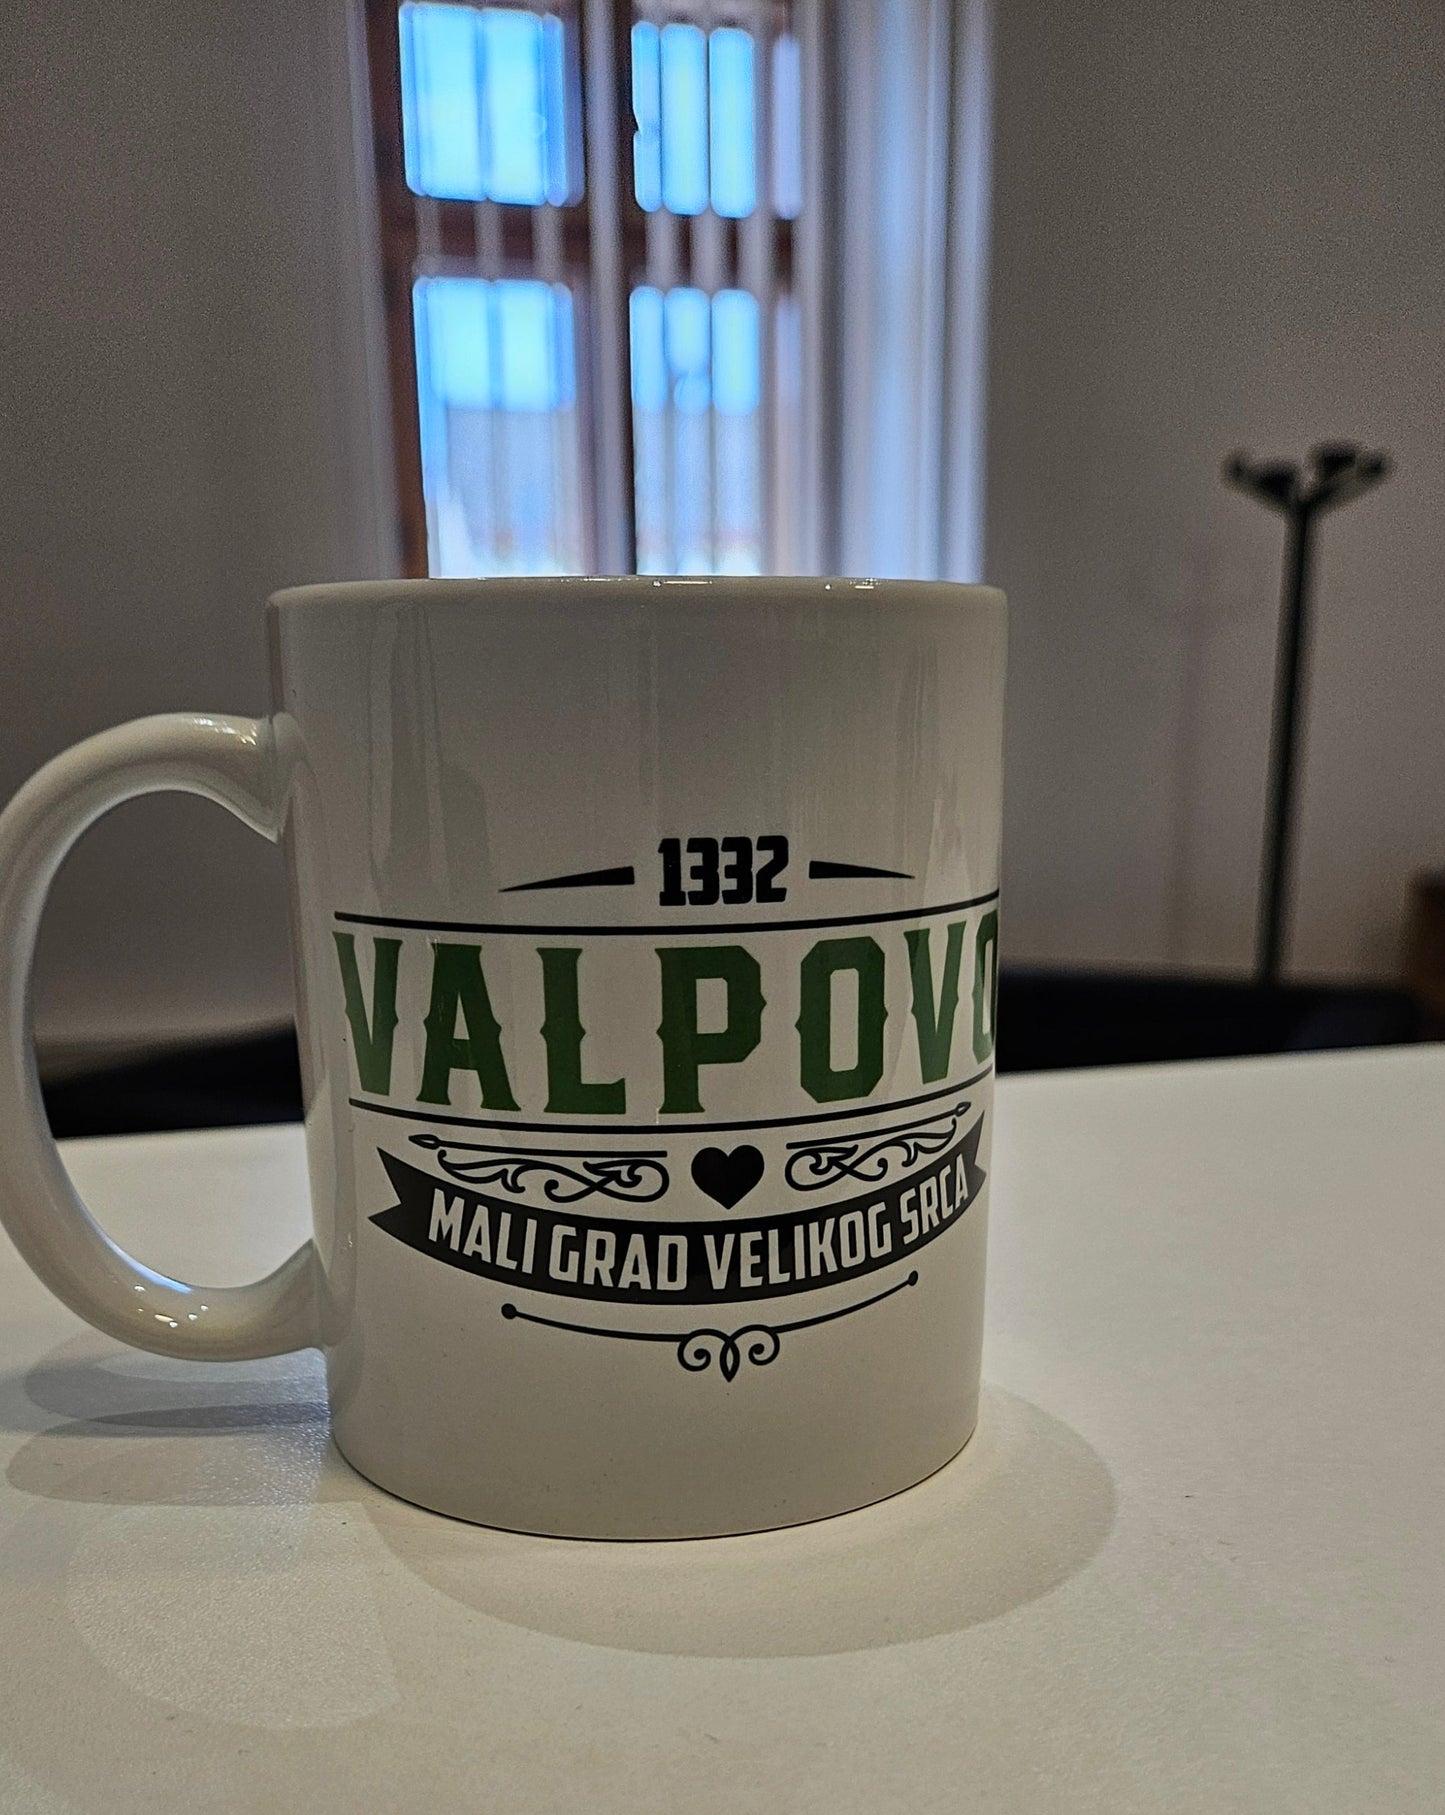 1332
VALPOVO
MALI GRAD VELIKOG SRCA